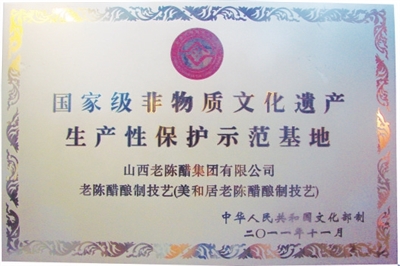 国家级非物质文化遗产
生产性保护示范基地
山西老陈醋集团有限公司
老陈醋酿制技艺(美和居老陈醋酿制技艺)
中华人民共和国文化部制
二〇一一年十一月